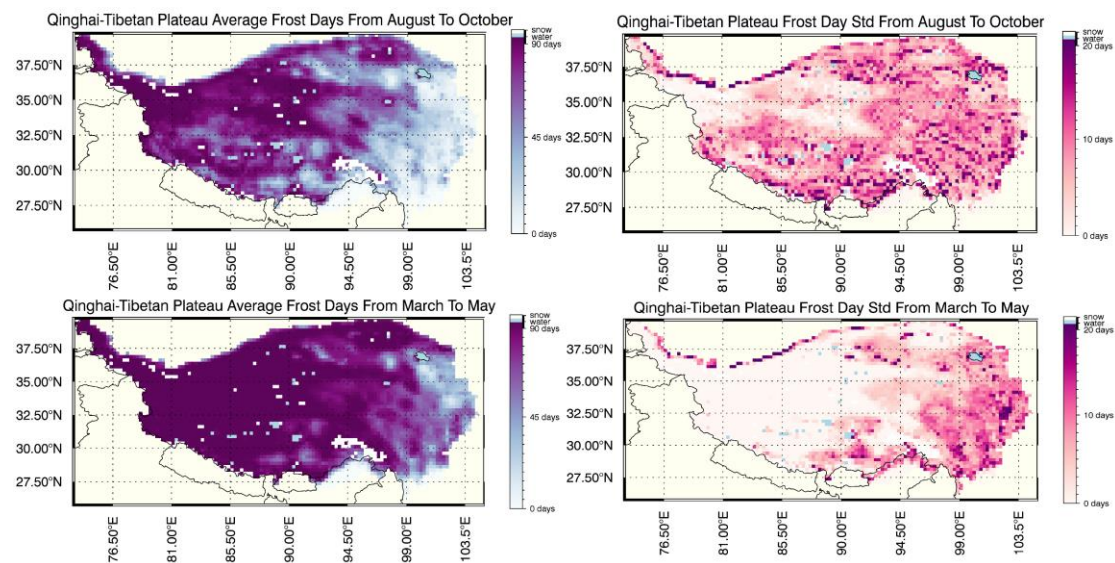 Qinghai-Tibetan Plateau Average Frost Days From August To October
snow
water
90 days
45 days
0 days
37.50°N
35.00°N
32.50°N
30.00°N
27.50°N
76.50°E
81.00°E
85.50°E
90.00°E
94.50°E
99.00°E
103.5°E
Qinghai-Tibetan Plateau Frost Day Std From August To October
snow
water
20 days
10 days
0 days
37.50°N
35.00°N
32.50°N
30.00°N
27.50°N
76.50°E
81.00°E
85.50°E
90.00°E
94.50°E
99.00°E
103.5°E
Qinghai-Tibetan Plateau Average Frost Days From March To May
snow
water
90 days
45 days
0 days
37.50°N
35.00°N
32.50°N
30.00°N
27.50°N
76.50°E
81.00°E
85.50°E
90.00°E
94.50°E
99.00°E
103.5°E
Qinghai-Tibetan Plateau Frost Day Std From March To May
snow
water
20 days
10 days
0 days
37.50°N
35.00°N
32.50°N
30.00°N
27.50°N
76.50°E
81.00°E
85.50°E
90.00°E
94.50°E
99.00°E
103.5°E